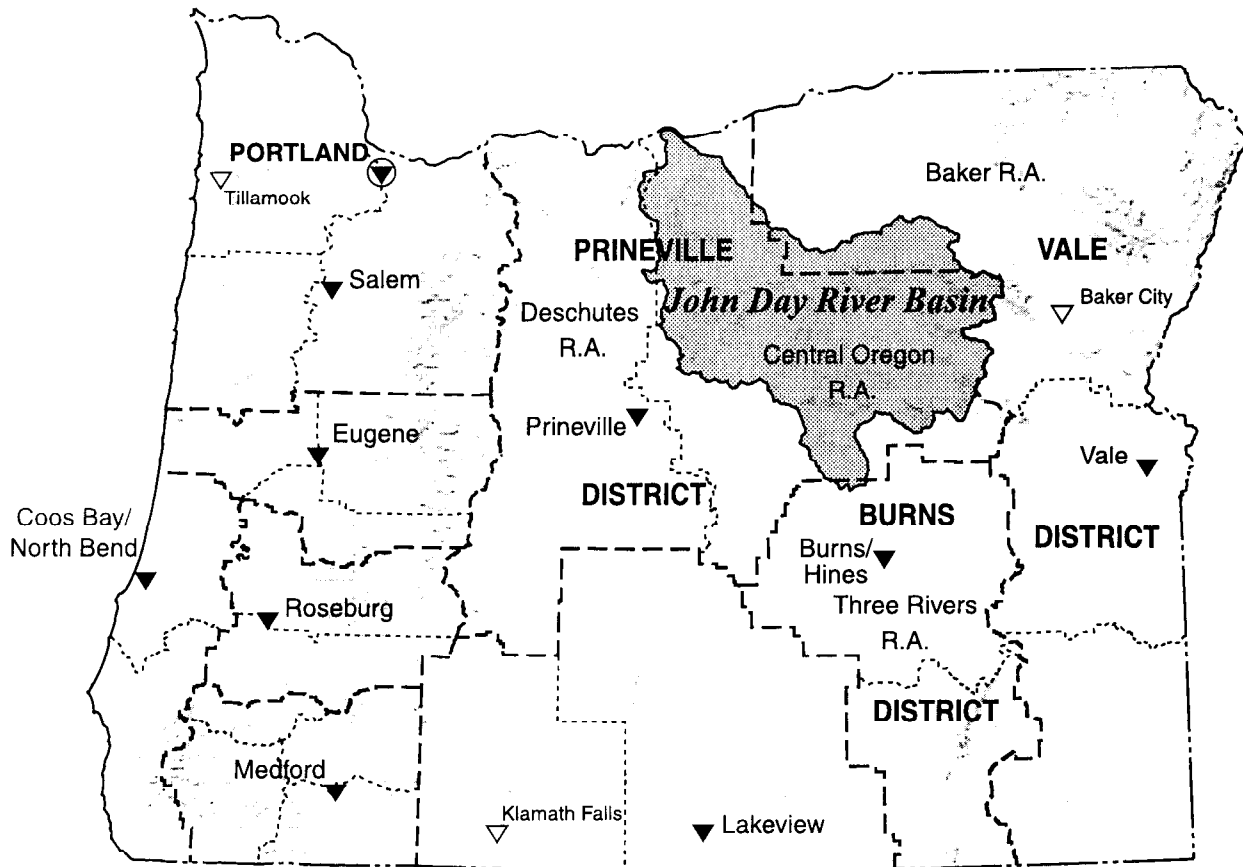 PORTLAND
Tillamook
Baker R.A.
PRINEVILLE
VALE
Salem
John Day River Basin
Baker City
Deschutes
R.A.
Central Oregon
R.A.
Prineville
Eugene
Vale
DISTRICT
Coos Bay/
North Bend
BURNS
DISTRICT
Burns/
Hines
Roseburg
Three Rivers
R.A.
DISTRICT
Medford
Klamath Falls
Lakeview